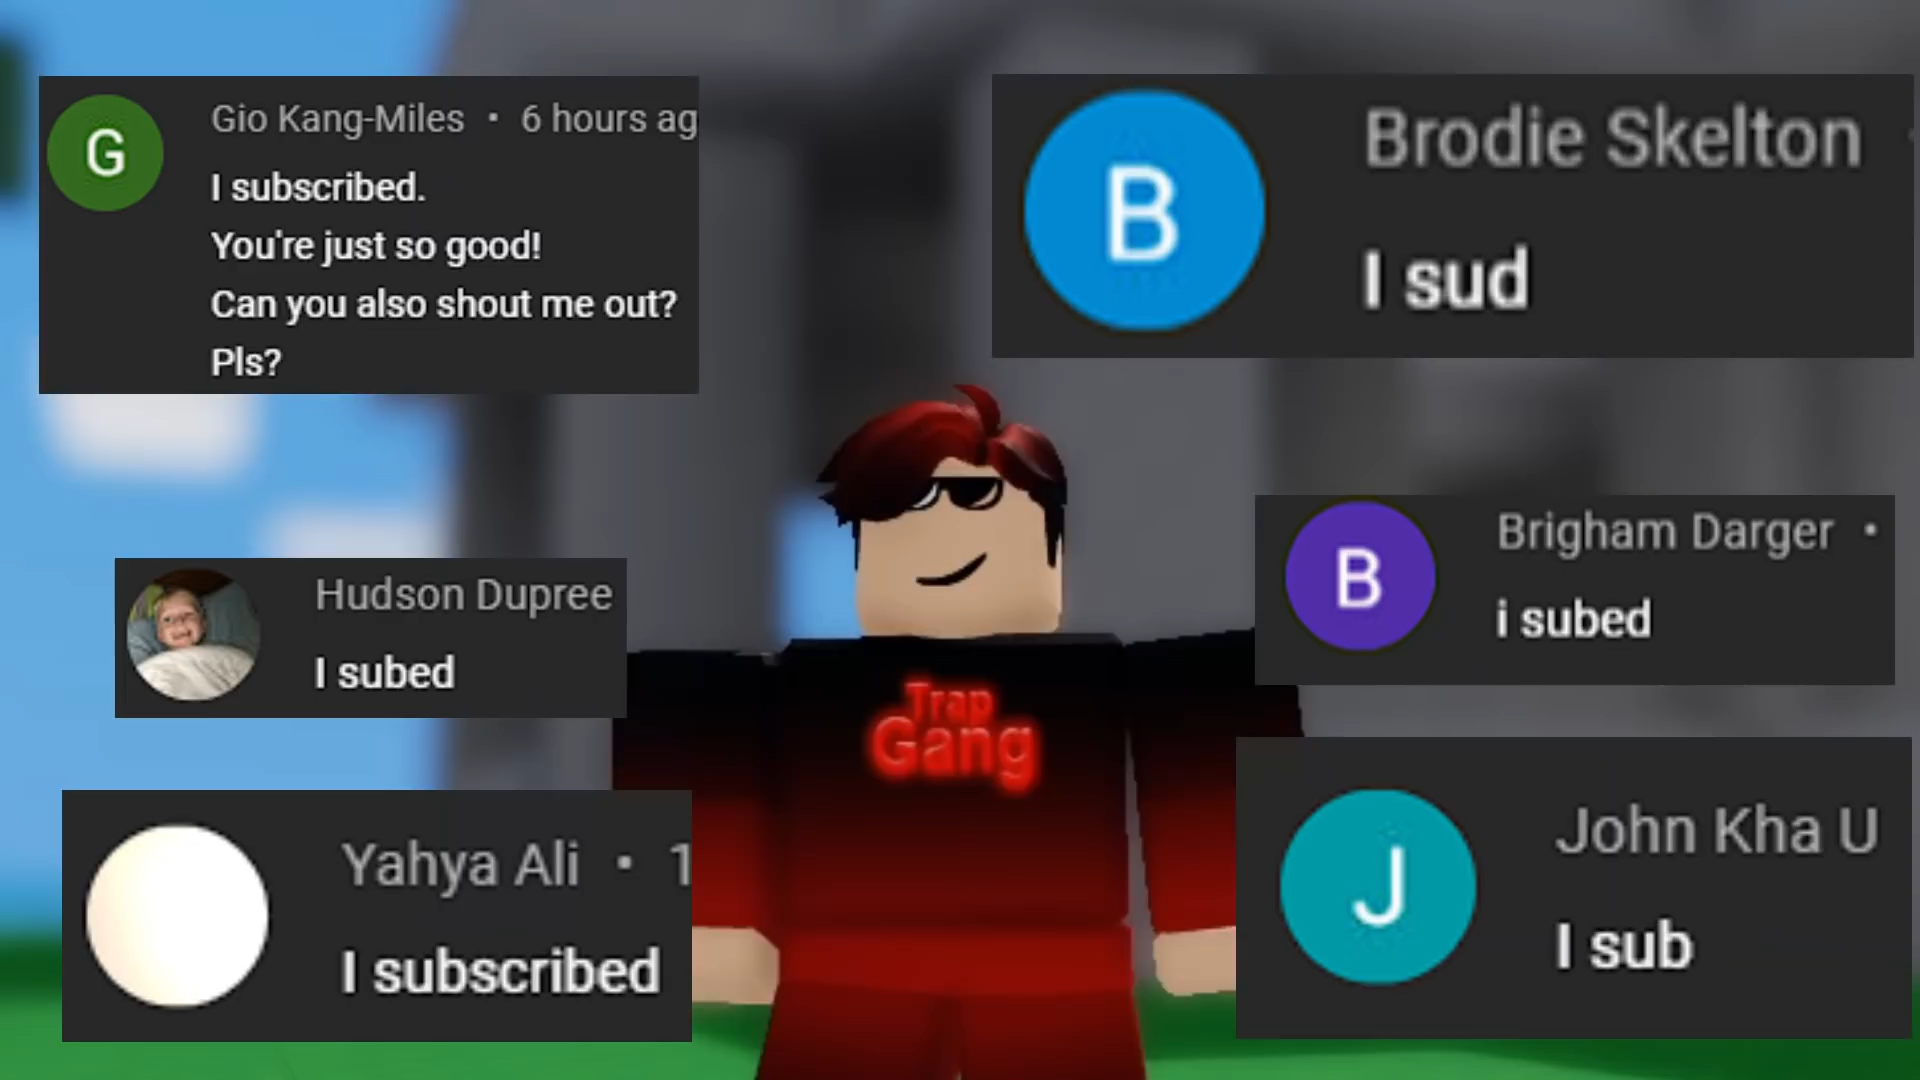 Gio Kang-Miles • 6 hours ag
G
I subscribed.
You're just so good!
Can you also shout me out?
Pls?
Brodie Skelton
B
I sud
Hudson Dupree
I subed
Brigham Darger •
B
i subed
Trap
Gang
Yahya Ali • 1
I subscribed
John Kha U
J
I sub